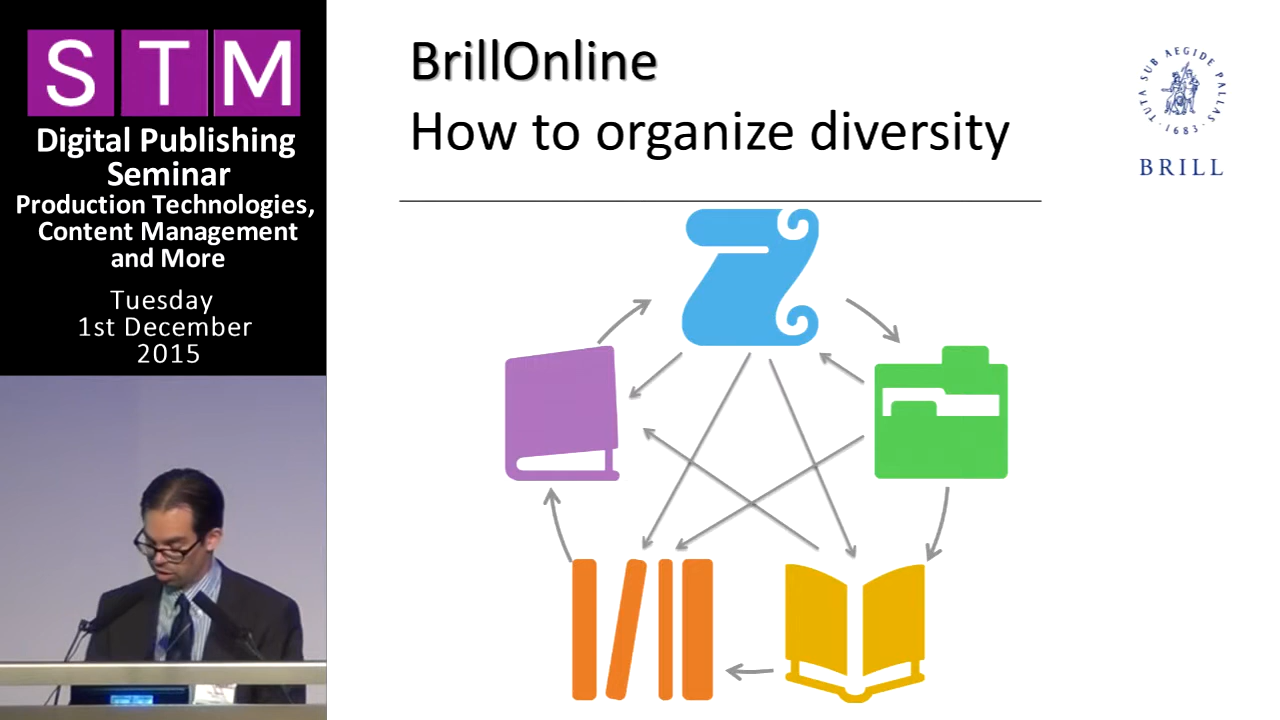 STM
Digital Publishing
Seminar
Production Technologies,
Content Management
and More
Tuesday
1st December
2015
BrillOnline
How to organize diversity
TUTA SUB AEGIDE PALLAS
· 1683 ·
BRILL